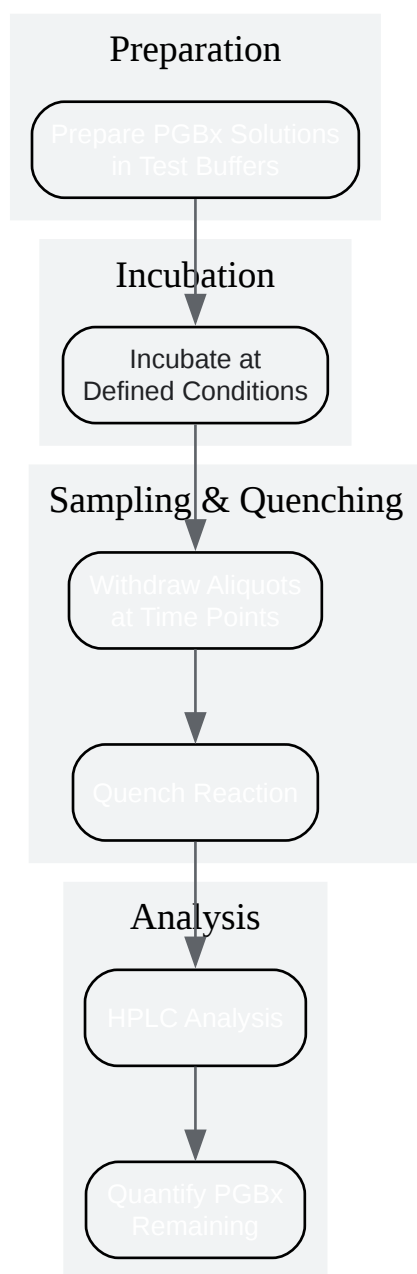 Preparation
Prepare PGBx Solutions
in Test Buffers
Incubation
Incubate at
Defined Conditions
Sampling & Quenching
Withdraw Aliquots
at Time Points
Quench Reaction
Analysis
HPLC Analysis
Quantify PGBx
Remaining